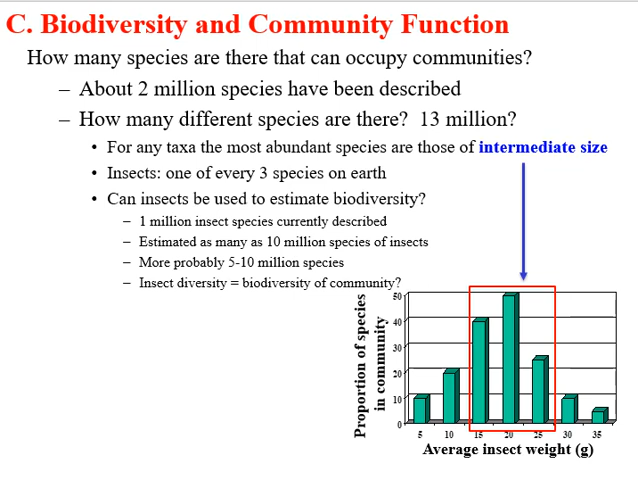 C. Biodiversity and Community Function
How many species are there that can occupy communities?
– About 2 million species have been described
– How many different species are there? 13 million?
• For any taxa the most abundant species are those of intermediate size
• Insects: one of every 3 species on earth
• Can insects be used to estimate biodiversity?
– 1 million insect species currently described
– Estimated as many as 10 million species of insects
– More probably 5-10 million species
– Insect diversity = biodiversity of community?
Proportion of species
in community
50
40
30
20
10
0
5 10 15 20 25 30 35
Average insect weight (g)